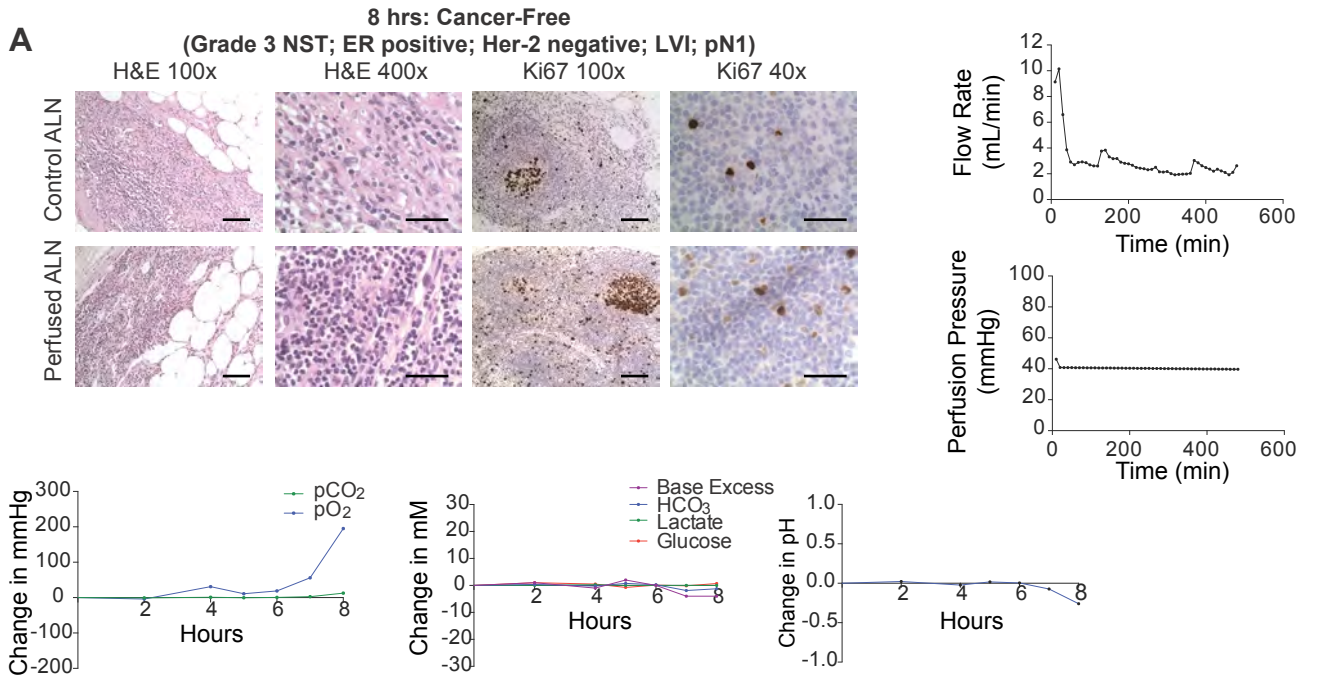 A
8 hrs: Cancer-Free
(Grade 3 NST; ER positive; Her-2 negative; LVI; pN1)
H&E 100x
H&E 400x
Ki67 100x
Ki67 40x
Control ALN
Perfused ALN
Flow Rate
(mL/min)
12
10
8
6
4
2
0
0
200
400
600
Time (min)
Perfusion Pressure
(mmHg)
100
80
60
40
20
0
0
200
400
600
Time (min)
Change in mmHg
300
200
100
0
-100
-200
2
4
6
8
Hours
pCO₂
pO₂
Change in mM
30
20
10
0
-10
-20
-30
2
4
6
8
Hours
Base Excess
HCO₃
Lactate
Glucose
Change in pH
1.0
0.5
0.0
-0.5
-1.0
2
4
6
8
Hours